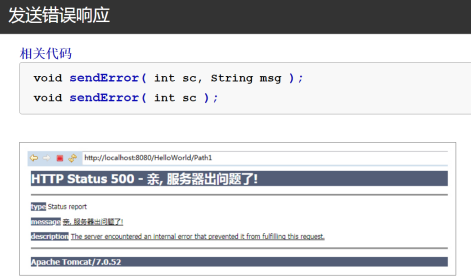 发送错误响应
相关代码
void sendError( int sc, String msg );
void sendError( int sc );
http://localhost:8080/HelloWorld/Path1
HTTP Status 500 - 亲, 服务器出问题了!
type Status report
message 亲, 服务器出问题了!
description The server encountered an internal error that prevented it from fulfilling this request.
Apache Tomcat/7.0.52